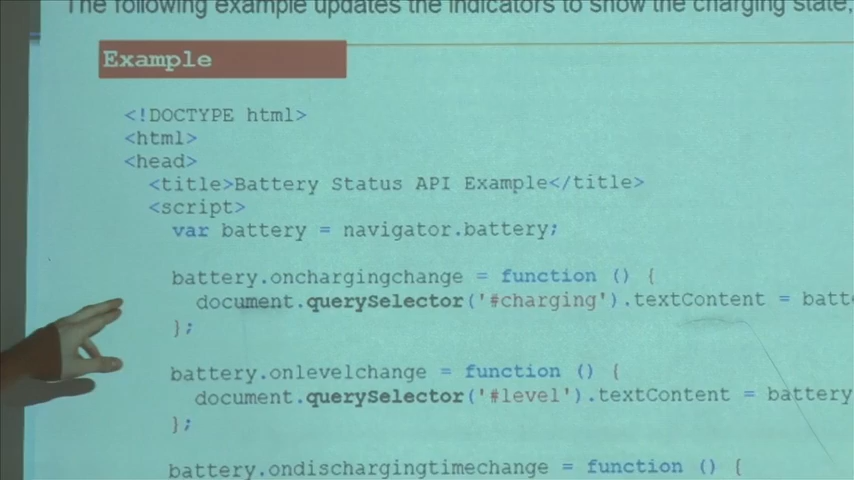 The following example updates the indicators to show the charging state,
Example
<!DOCTYPE html>
<html>
<head>
<title>Battery Status API Example</title>
<script>
var battery = navigator.battery;
battery.onchargingchange = function () {
document.querySelector('#charging').textContent = batt
};
battery.onlevelchange = function () {
document.querySelector('#level').textContent = battery
};
battery.ondischargingtimechange = function () {